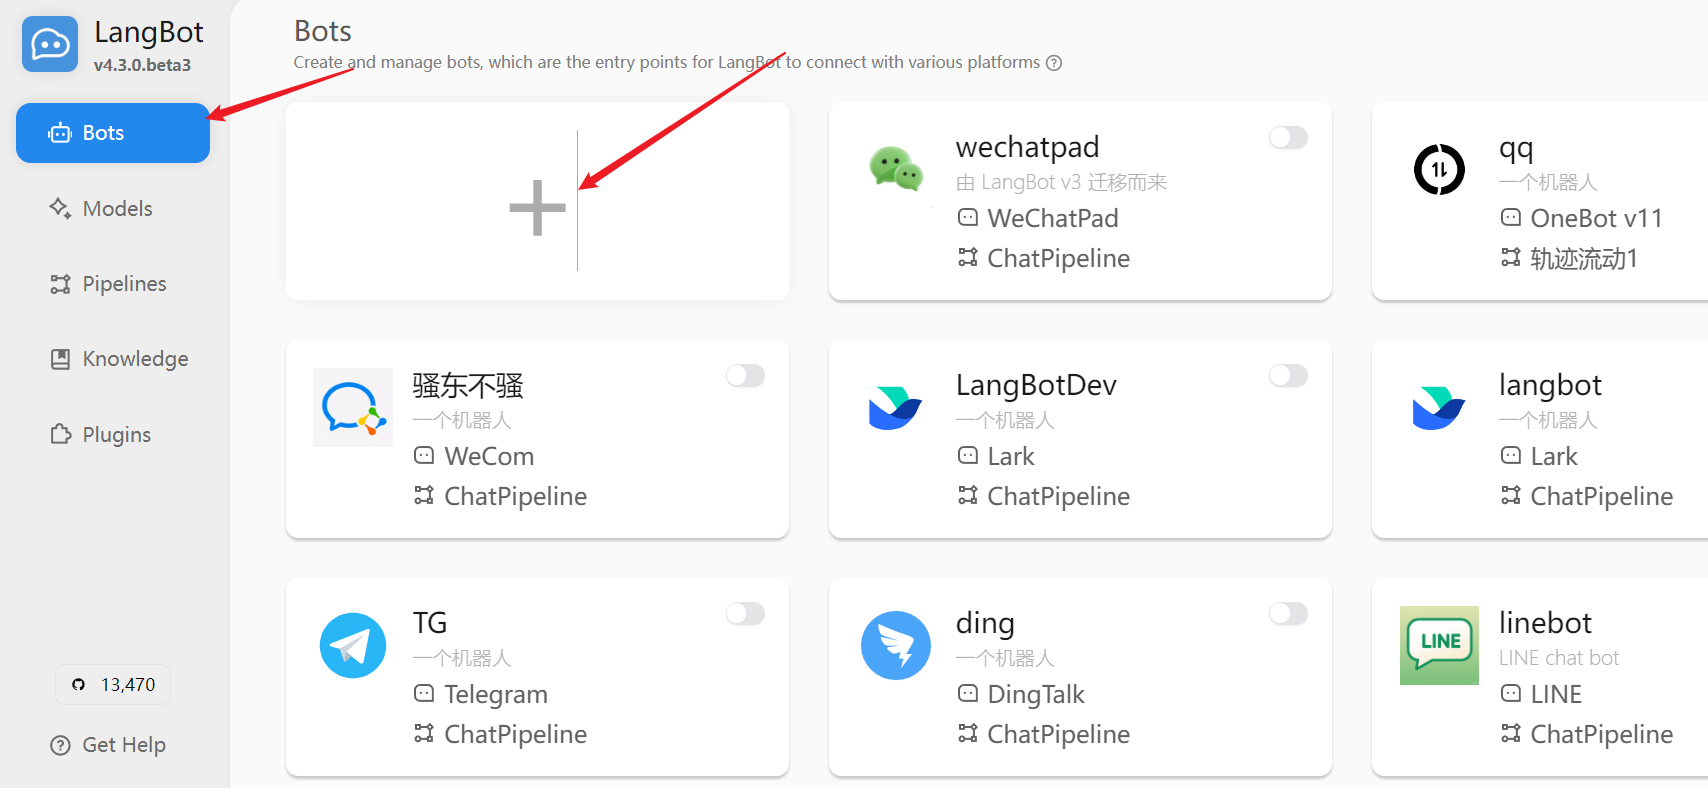 LangBot
v4.3.0.beta3
Bots
Models
Pipelines
Knowledge
Plugins
13,470
Get Help
Bots
Create and manage bots, which are the entry points for LangBot to connect with various platforms
wechatpad
由 LangBot v3 迁移而来
WeChatPad
ChatPipeline
qq
一个机器人
OneBot v11
轨迹流动1
骚东不骚
一个机器人
WeCom
ChatPipeline
LangBotDev
一个机器人
Lark
ChatPipeline
langbot
一个机器人
Lark
ChatPipeline
TG
一个机器人
Telegram
ChatPipeline
ding
一个机器人
DingTalk
ChatPipeline
LINE
linebot
LINE chat bot
LINE
ChatPipeline